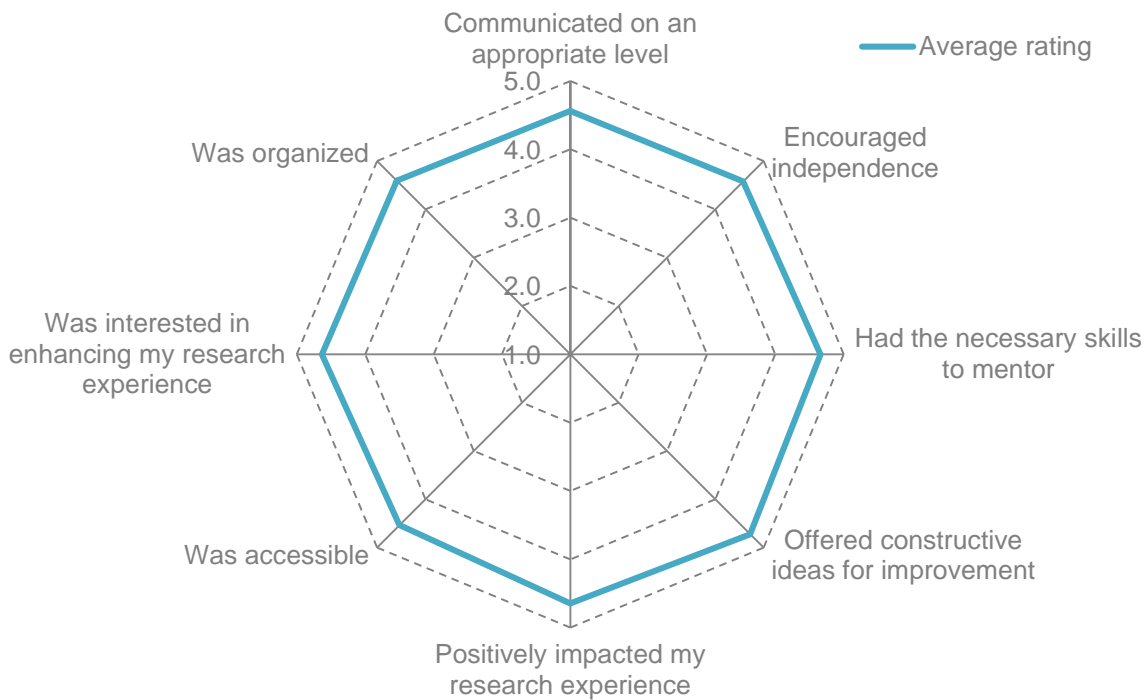 Communicated on an
appropriate level
Average rating
5.0
Encouraged
independence
Was organized
4.0
3.0
2.0
Was interested in
enhancing my research
experience
1.0
Had the necessary skills
to mentor
Offered constructive
ideas for improvement
Was accessible
Positively impacted my
research experience